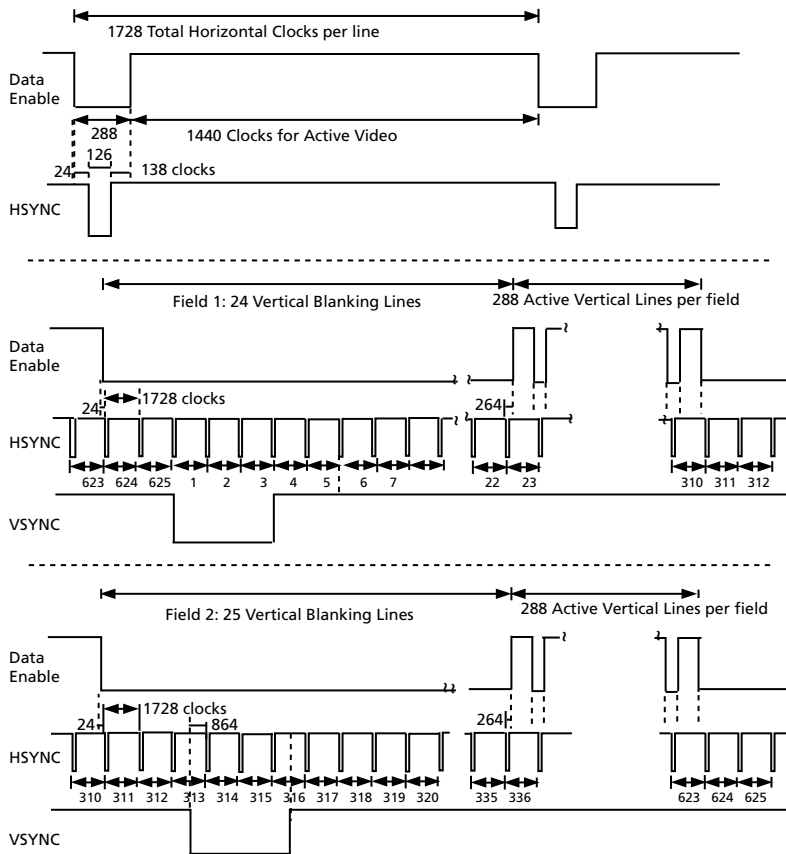 1728 Total Horizontal Clocks per line
Data
Enable
288
1440 Clocks for Active Video
126
24
138 clocks
HSYNC
Field 1: 24 Vertical Blanking Lines
288 Active Vertical Lines per field
Data
Enable
24
1728 clocks
264
HSYNC
623 624 625 1 2 3 4 5 6 7 22 23 310 311 312
VSYNC
Field 2: 25 Vertical Blanking Lines
288 Active Vertical Lines per field
Data
Enable
1728 clocks
24
864
264
HSYNC
310 311 312 313 314 315 316 317 318 319 320 335 336 623 624 625
VSYNC